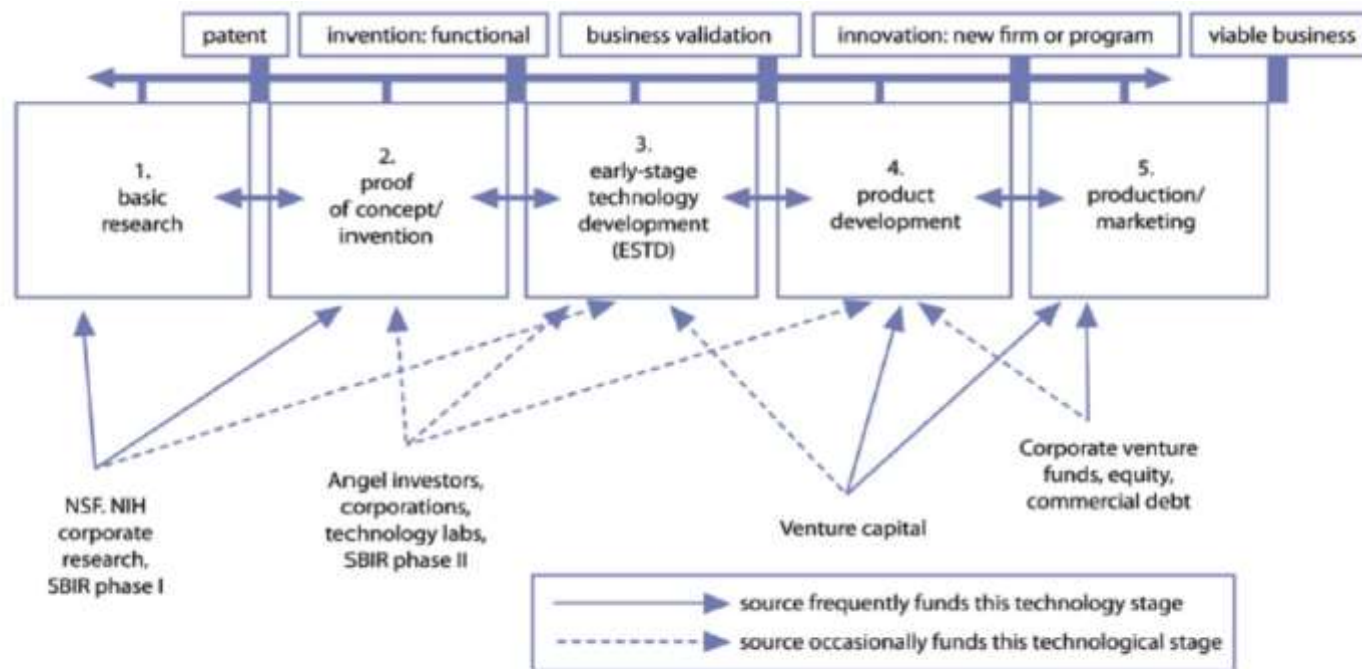 patent
invention: functional
business validation
innovation: new firm or program
viable business
1.
basic
research
2.
proof
of concept/
invention
3.
early-stage
technology
development
(ESTD)
4.
product
development
5.
production/
marketing
NSF. NIH
corporate
research,
SBIR phase I
Angel investors,
corporations,
technology labs,
SBIR phase II
Venture capital
Corporate venture
funds, equity,
commercial debt
source frequently funds this technology stage
source occasionally funds this technological stage